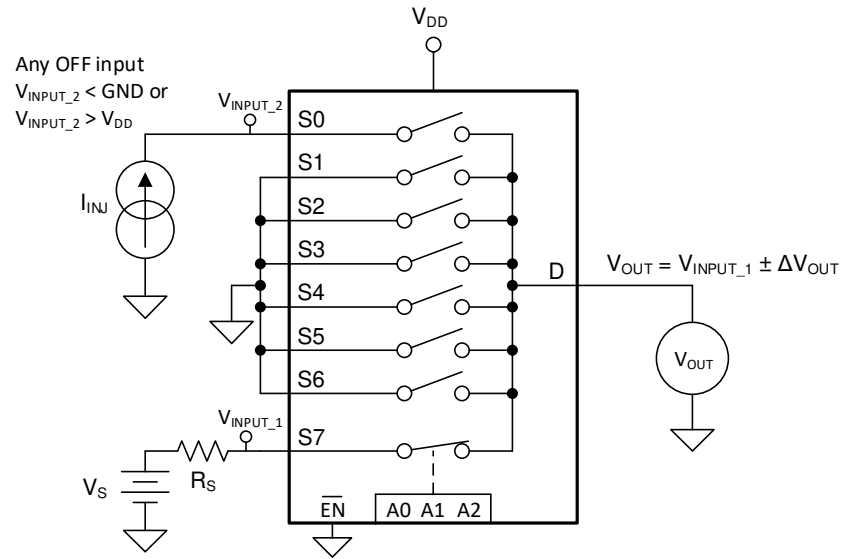 V_DD
Any OFF input
V_INPUT_2 < GND or
V_INPUT_2 > V_DD
V_INPUT_2
S0
S1
I_INJ
S2
S3
D
V_OUT = V_INPUT_1 ± ΔV_OUT
S4
S5
V_OUT
S6
V_INPUT_1
S7
V_S
R_S
EN
A0 A1 A2